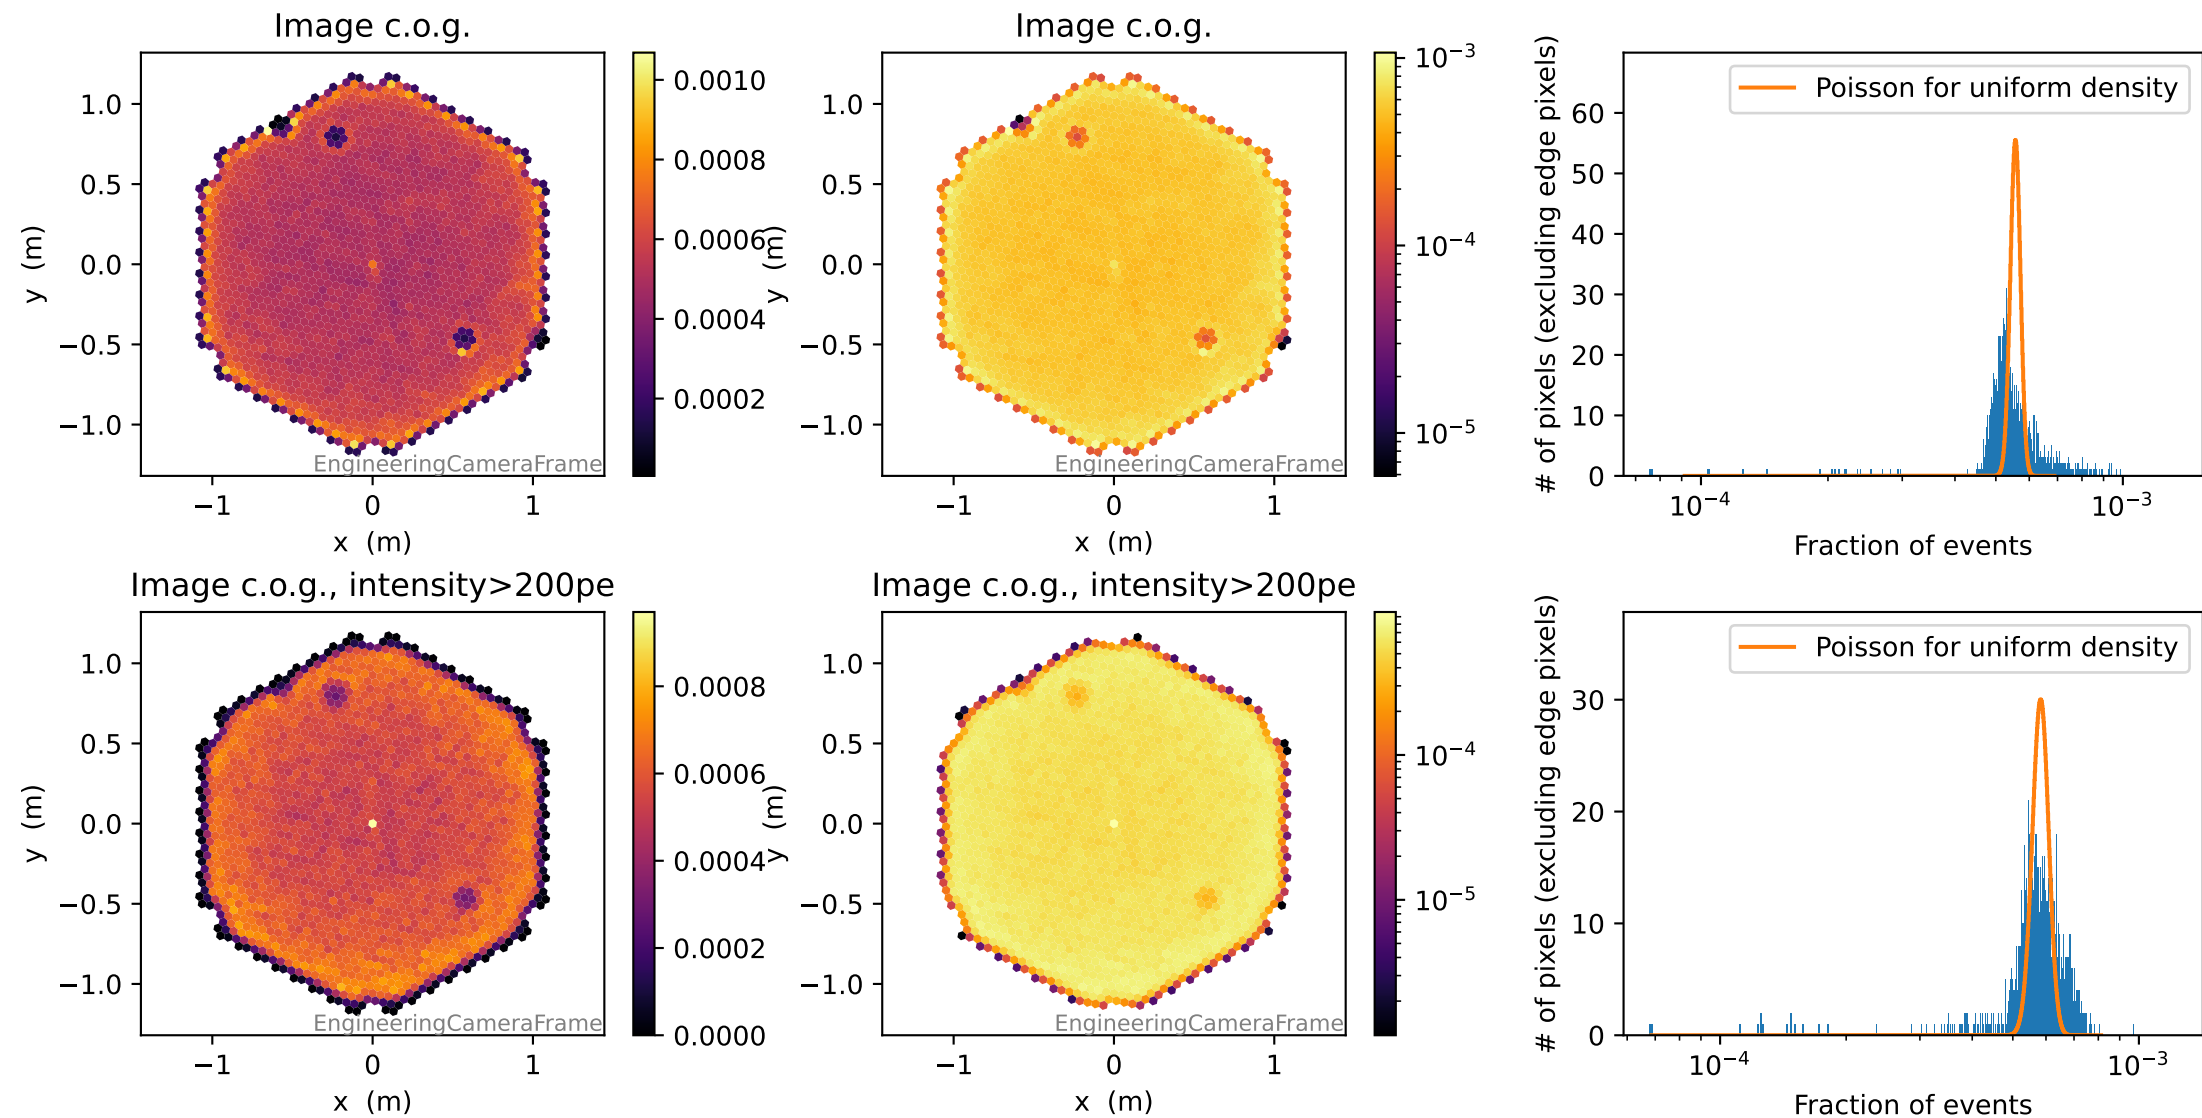 Image c.o.g.
y (m)
1.0
0.5
0.0
−0.5
−1.0
−1
0
1
x (m)
EngineeringCameraFrame
0.0010
0.0008
0.0006
0.0004
0.0002
Image c.o.g.
y (m)
1.0
0.5
0.0
−0.5
−1.0
−1
0
1
x (m)
EngineeringCameraFrame
10⁻³
10⁻⁴
10⁻⁵
# of pixels (excluding edge pixels)
60
50
40
30
20
10
0
Poisson for uniform density
10⁻⁴
10⁻³
Fraction of events
Image c.o.g., intensity>200pe
y (m)
1.0
0.5
0.0
−0.5
−1.0
−1
0
1
x (m)
EngineeringCameraFrame
0.0008
0.0006
0.0004
0.0002
0.0000
Image c.o.g., intensity>200pe
y (m)
1.0
0.5
0.0
−0.5
−1.0
−1
0
1
x (m)
EngineeringCameraFrame
10⁻⁴
10⁻⁵
# of pixels (excluding edge pixels)
30
20
10
0
Poisson for uniform density
10⁻⁴
10⁻³
Fraction of events